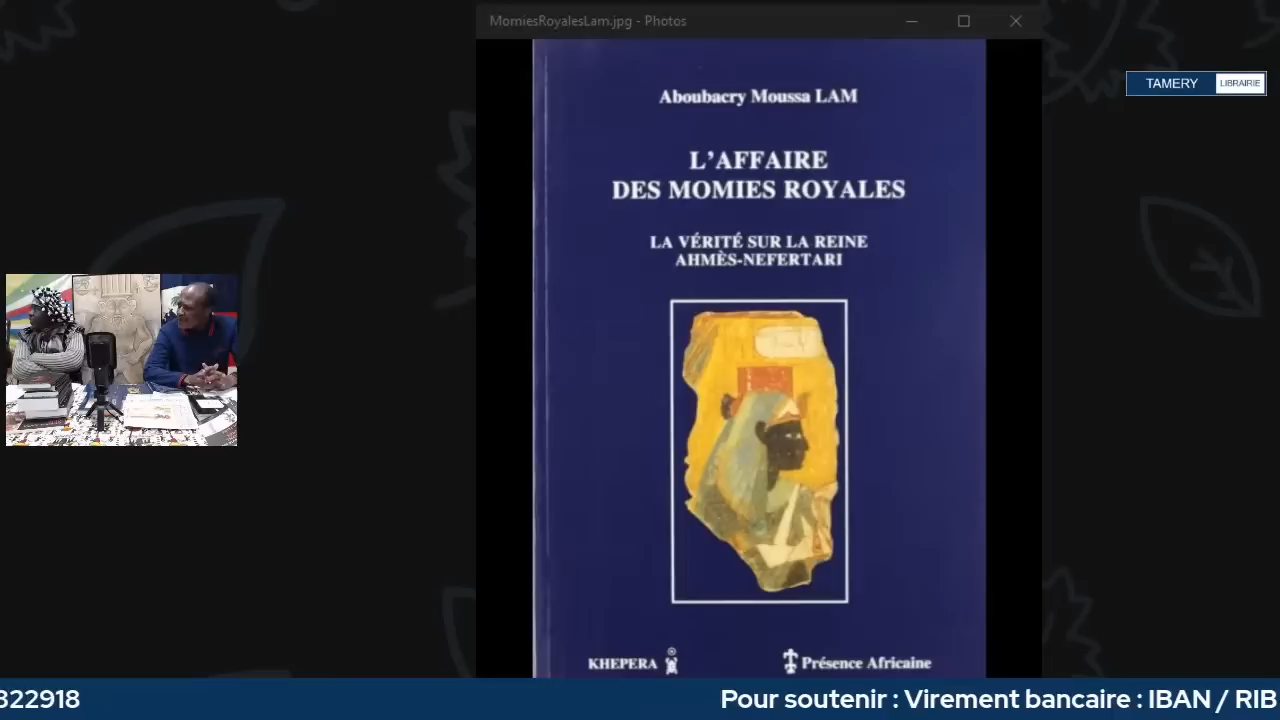 MomiesRoyalesLam.jpg - Photos
TAMERY LIBRAIRIE
Aboubacry Moussa LAM
L'AFFAIRE
DES MOMIES ROYALES
LA VÉRITÉ SUR LA REINE
AHMÈS-NEFERTARI
KHEPERA Présence Africaine
822918 Pour soutenir : Virement bancaire : IBAN / RIB